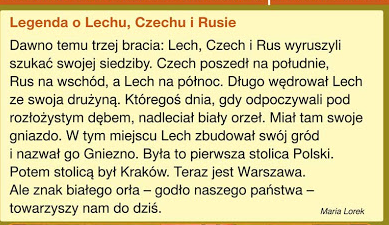 Legenda o Lechu, Czechu i Rusie
Dawno temu trzej bracia: Lech, Czech i Rus wyruszyli
szukać swojej siedziby. Czech poszedł na południe,
Rus na wschód, a Lech na północ. Długo wędrował Lech
ze swoja drużyną. Któregoś dnia, gdy odpoczywali pod
rozłożystym dębem, nadleciał biały orzeł. Miał tam swoje
gniazdo. W tym miejscu Lech zbudował swój gród
i nazwał go Gniezno. Była to pierwsza stolica Polski.
Potem stolicą był Kraków. Teraz jest Warszawa.
Ale znak białego orła – godło naszego państwa –
towarzyszy nam do dziś.
Maria Lorek